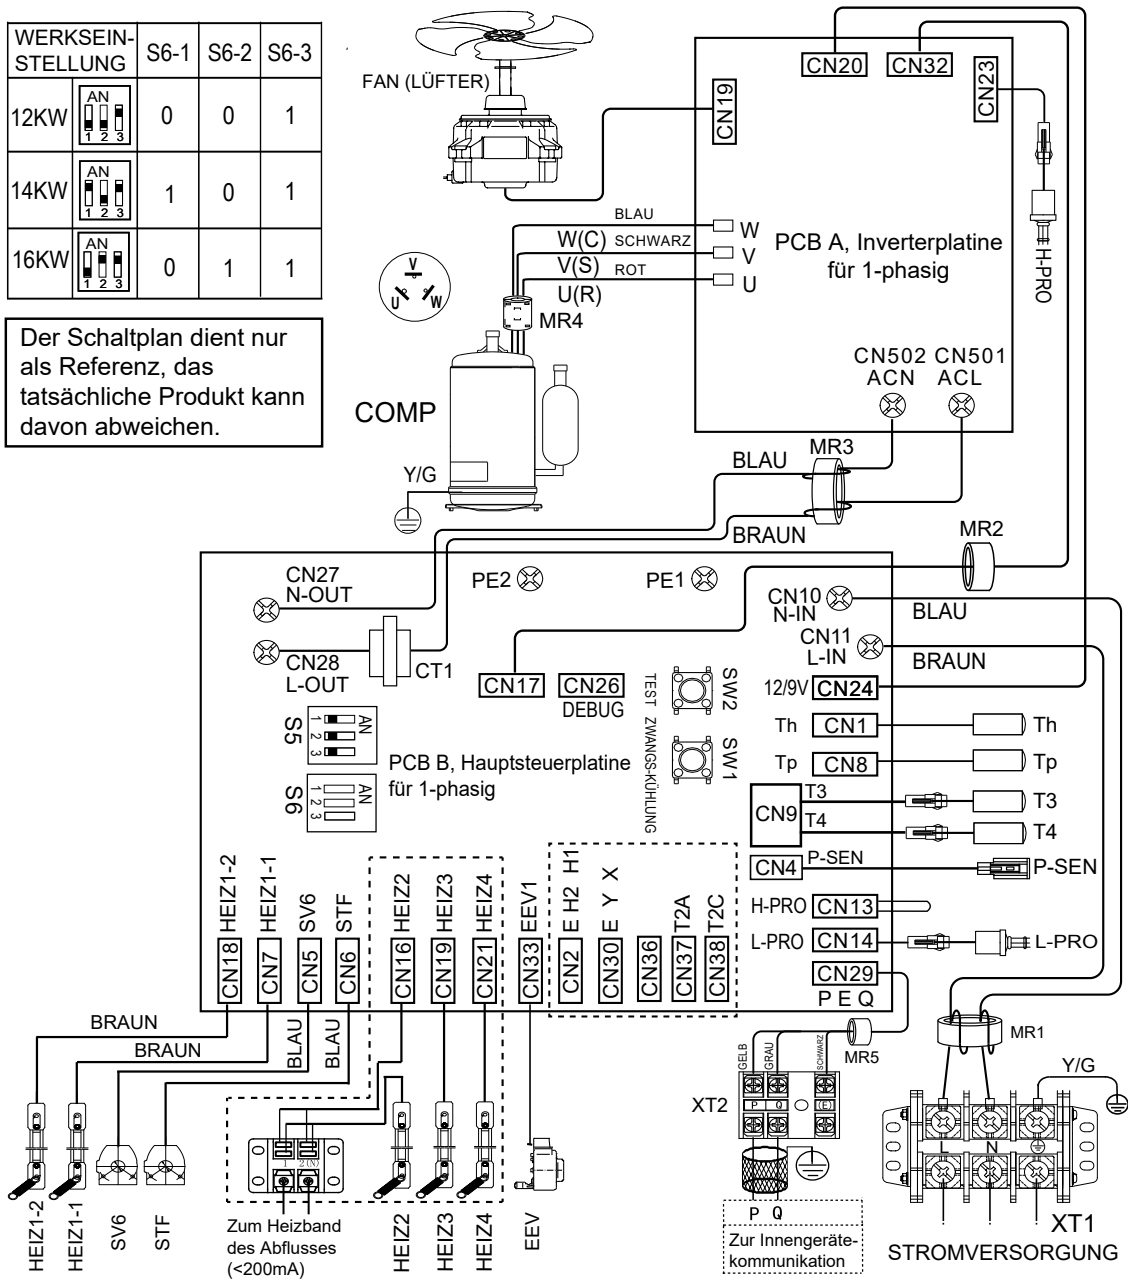 WERKSEIN-
STELLUNG
S6-1
S6-2
S6-3
12KW
AN
1 2 3
0
0
1
14KW
AN
1 2 3
1
0
1
16KW
AN
1 2 3
0
1
1
Der Schaltplan dient nur
als Referenz, das
tatsächliche Produkt kann
davon abweichen.
FAN (LÜFTER)
CN19
CN20
CN32
CN23
H-PRO
PCB A, Inverterplatine
für 1-phasig
W
V
U
BLAU
W(C) SCHWARZ
V(S) ROT
U(R)
MR4
V
U
W
COMP
Y/G
CN502
ACN
CN501
ACL
MR3
BLAU
BRAUN
MR2
CN27
N-OUT
CN28
L-OUT
CT1
PE2
PE1
CN10
N-IN
BLAU
CN11
L-IN
BRAUN
CN17
CN26
DEBUG
TEST
ZWANGS-KÜHLUNG
SW2
SW1
12/9V
CN24
Th
CN1
Th
Tp
CN8
Tp
CN9
T3
T3
T4
T4
CN4
P-SEN
P-SEN
H-PRO
CN13
L-PRO
CN14
L-PRO
CN29
P E Q
S5
1
2
3
AN
S6
1
2
3
AN
PCB B, Hauptsteuerplatine
für 1-phasig
CN18
HEIZ1-2
CN7
HEIZ1-1
CN5
SV6
CN6
STF
CN16
HEIZ2
CN19
HEIZ3
CN21
HEIZ4
CN33
EEV1
CN2
E H2 H1
CN30
E Y X
CN36
CN37
T2A
CN38
T2C
BRAUN
BRAUN
BLAU
BLAU
HEIZ1-2
HEIZ1-1
SV6
STF
1
2(N)
Zum Heizband
des Abflusses
(<200mA)
HEIZ2
HEIZ3
HEIZ4
EEV
GELB
GRAU
SCHWARZ
MR5
XT2
P
Q
(E)
P Q
Zur Innengeräte-
kommunikation
MR1
Y/G
L
N
XT1
STROMVERSORGUNG